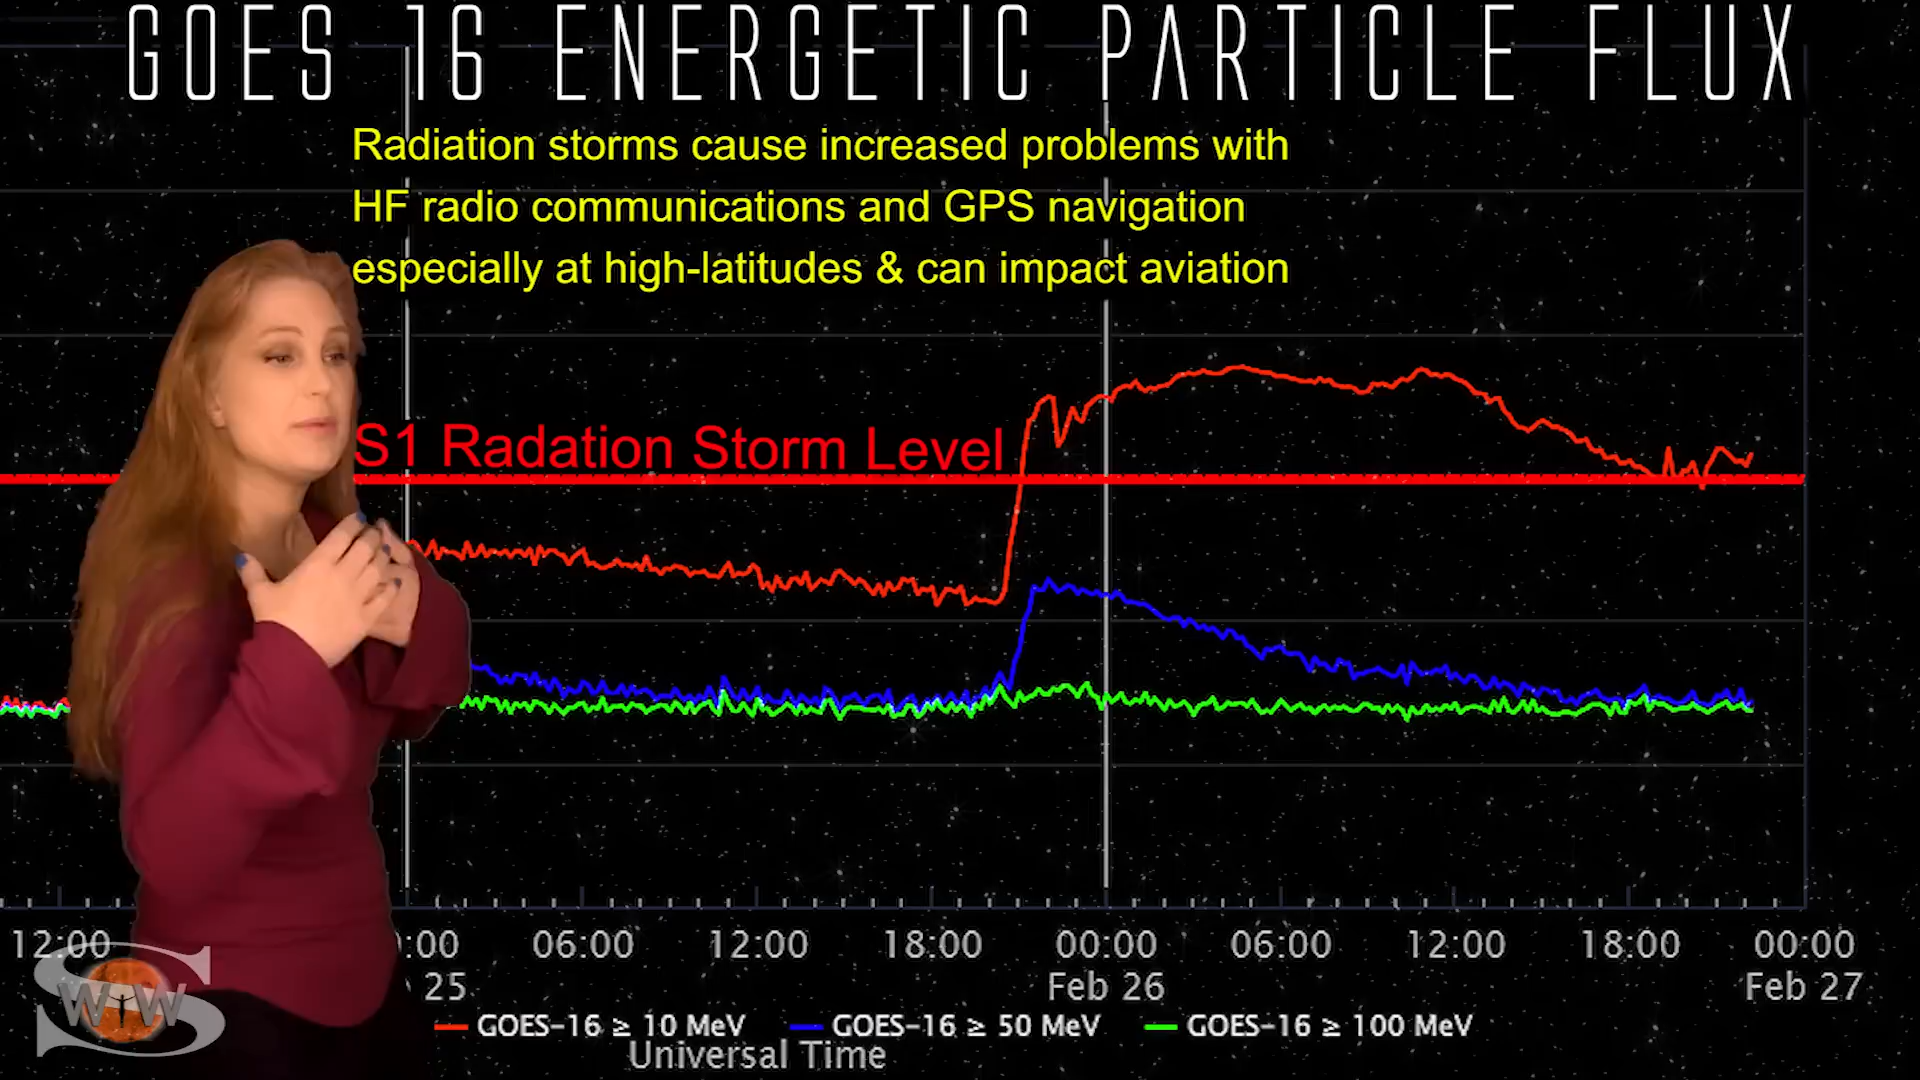 GOES 16 ENERGETIC PARTICLE FLUX
Radiation storms cause increased problems with
HF radio communications and GPS navigation
especially at high-latitudes & can impact aviation
S1 Radation Storm Level
12:00 :00 06:00 12:00 18:00 00:00 06:00 12:00 18:00 00:00
25 Feb 26 Feb 27
GOES-16 ≥ 10 MeV GOES-16 ≥ 50 MeV GOES-16 ≥ 100 MeV
Universal Time
SWW